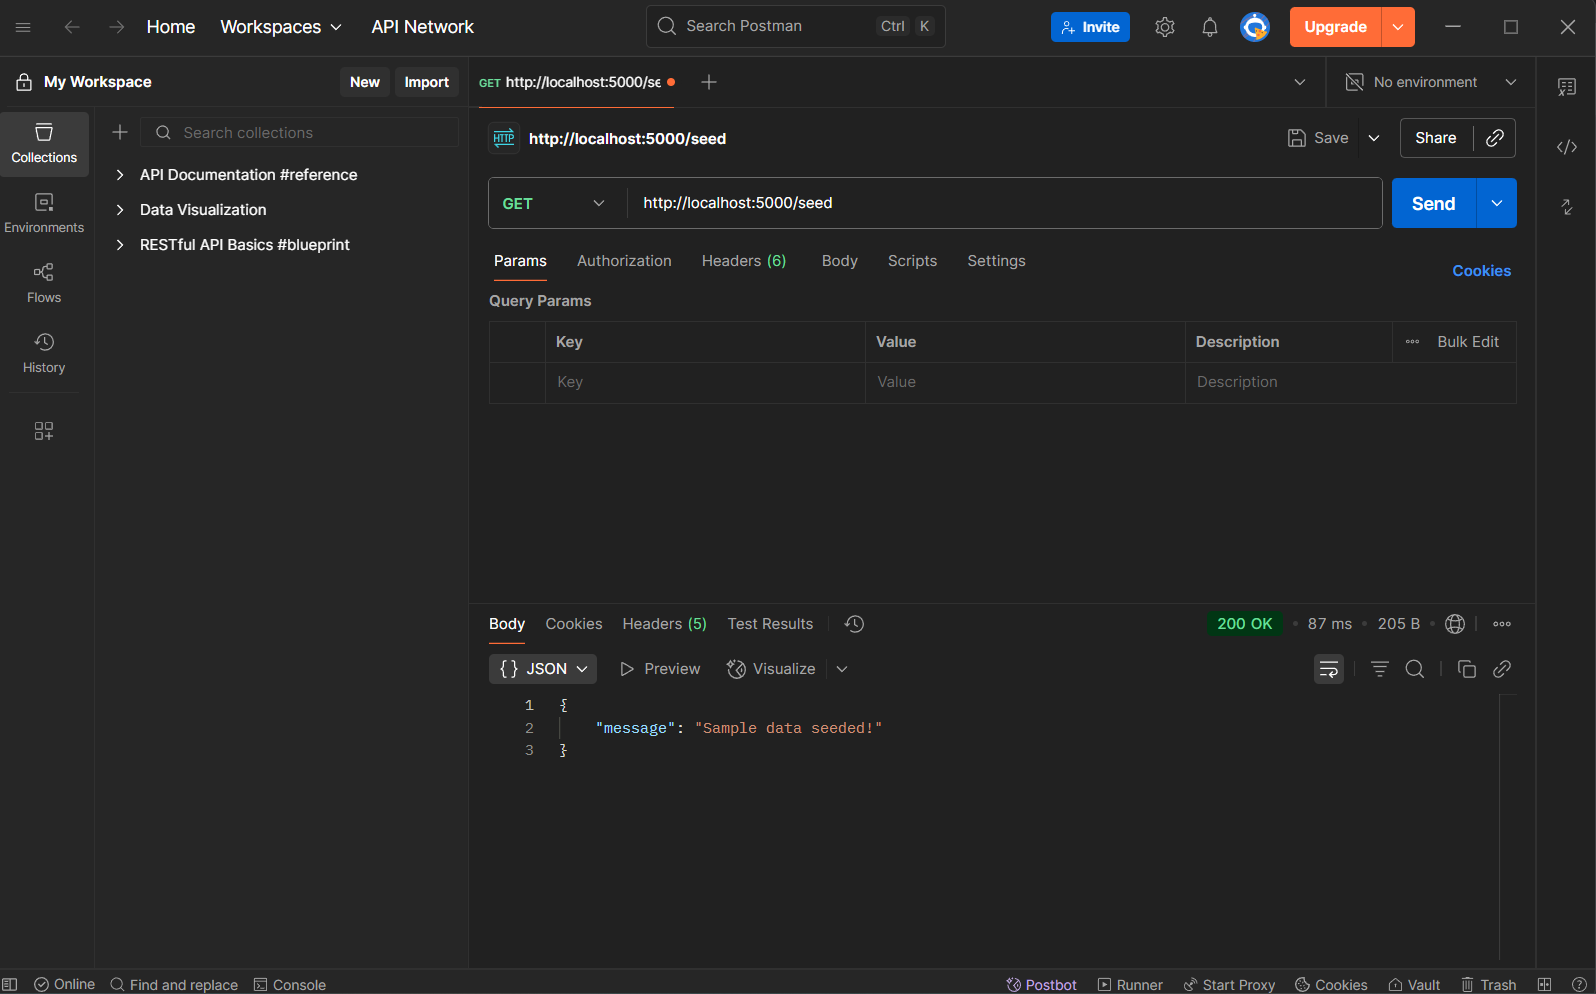 Home Workspaces API Network Search Postman Ctrl K Invite Upgrade
My Workspace New Import GET http://localhost:5000/se No environment
Collections
Environments
Flows
History
Search collections
API Documentation #reference
Data Visualization
RESTful API Basics #blueprint
HTTP http://localhost:5000/seed Save Share
GET http://localhost:5000/seed Send
Params Authorization Headers (6) Body Scripts Settings Cookies
Query Params
Key Value Description Bulk Edit
Key Value Description
Body Cookies Headers (5) Test Results 200 OK 87 ms 205 B
{} JSON Preview Visualize
1 {
2 "message": "Sample data seeded!"
3 }
Online Find and replace Console Postbot Runner Start Proxy Cookies Vault Trash